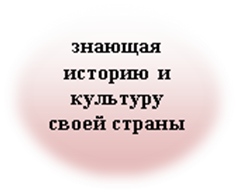 знающая
историю и
культуру
своей страны